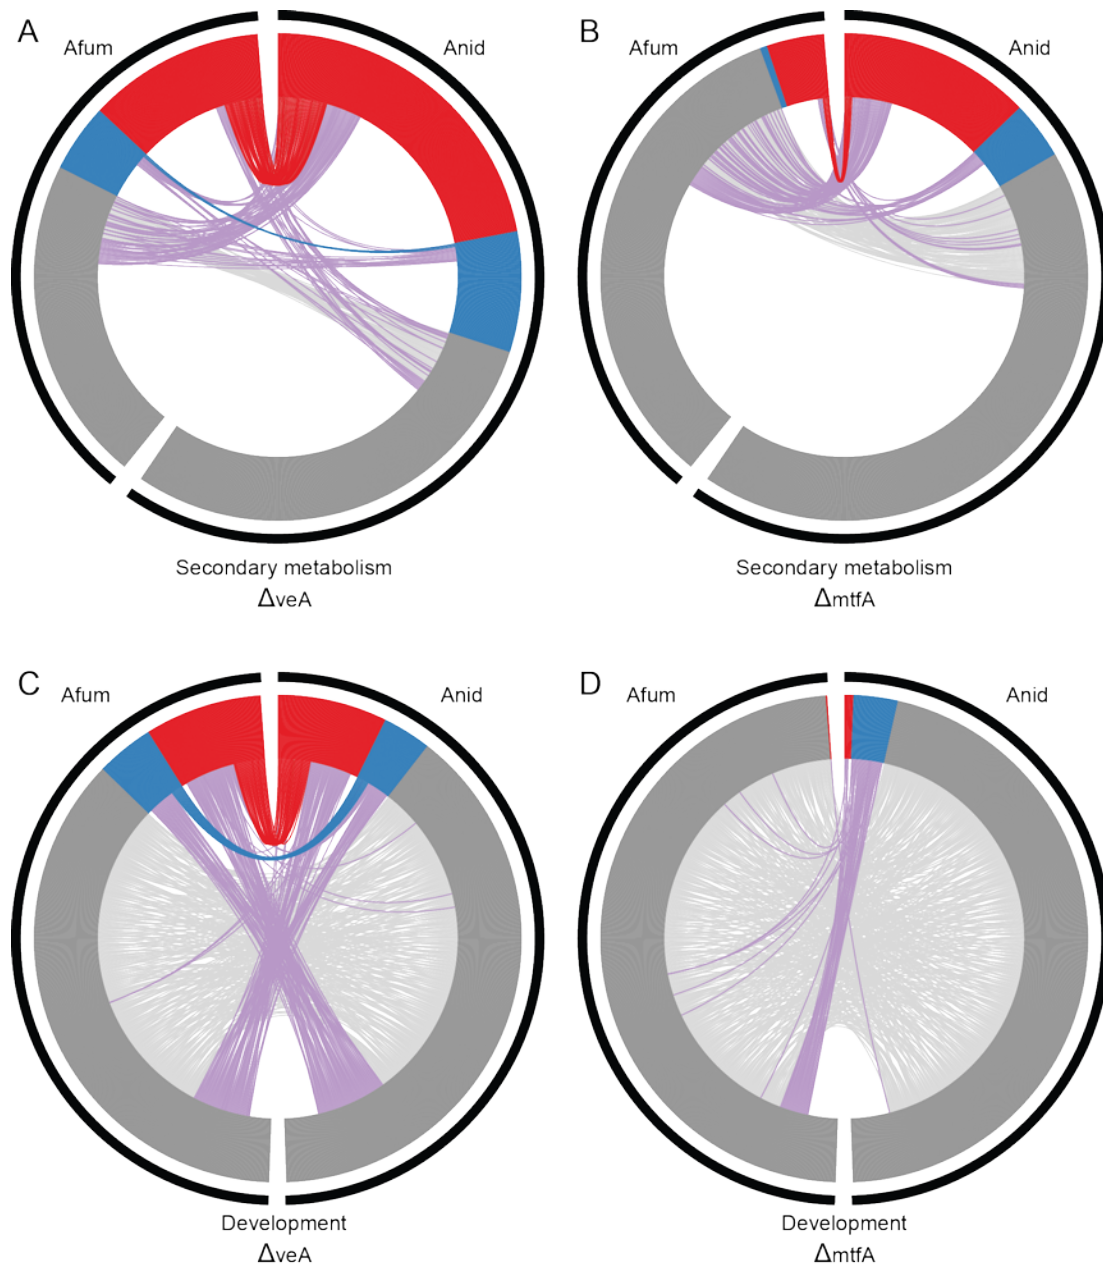 A
Afum
Anid
B
Afum
Anid
Secondary metabolism
ΔveA
Secondary metabolism
ΔmtfA
C
Afum
Anid
D
Afum
Anid
Development
ΔveA
Development
ΔmtfA